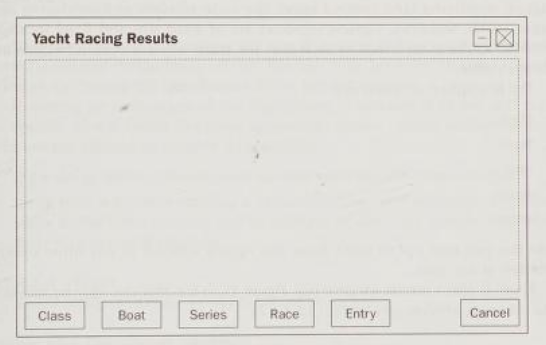 Yacht Racing Results
Class Boat Series Race Entry Cancel